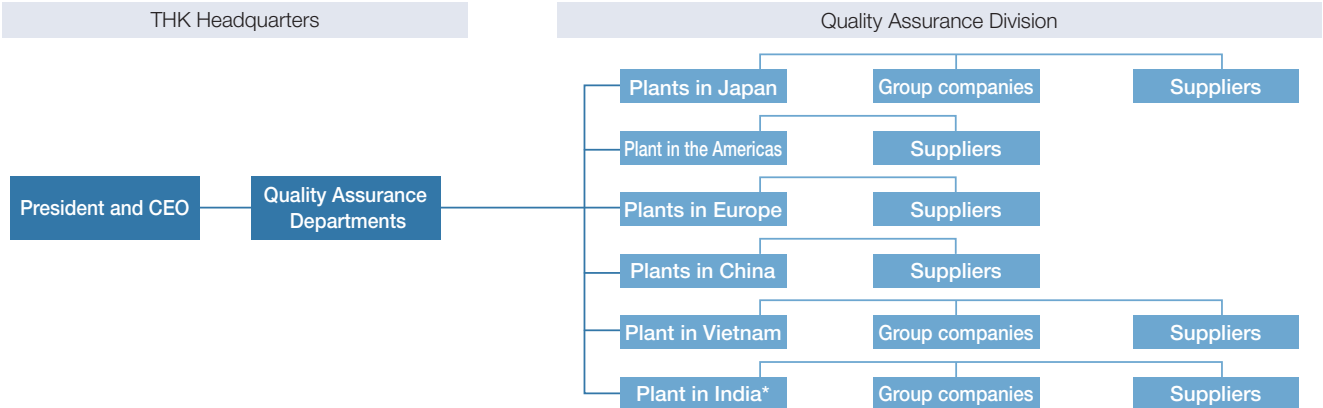 THK Headquarters
Quality Assurance Division
Plants in Japan
Group companies
Suppliers
Plant in the Americas
Suppliers
President and CEO
Quality Assurance
Departments
Plants in Europe
Suppliers
Plants in China
Suppliers
Plant in Vietnam
Group companies
Suppliers
Plant in India*
Group companies
Suppliers